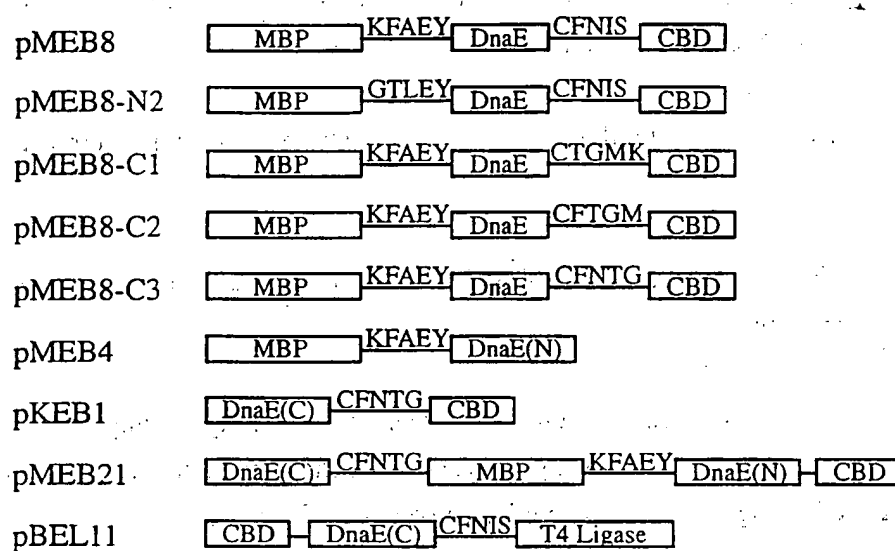 pMEB8 MBP KFAEY DnaE CFNIS CBD
pMEB8-N2 MBP GTLEY DnaE CFNIS CBD
pMEB8-C1 MBP KFAEY DnaE CTGMK CBD
pMEB8-C2 MBP KFAEY DnaE CFTGM CBD
pMEB8-C3 MBP KFAEY DnaE CFNTG CBD
pMEB4 MBP KFAEY DnaE(N)
pKEB1 DnaE(C) CFNTG CBD
pMEB21 DnaE(C) CFNTG MBP KFAEY DnaE(N) CBD
pBEL11 CBD DnaE(C) CFNIS T4 Ligase